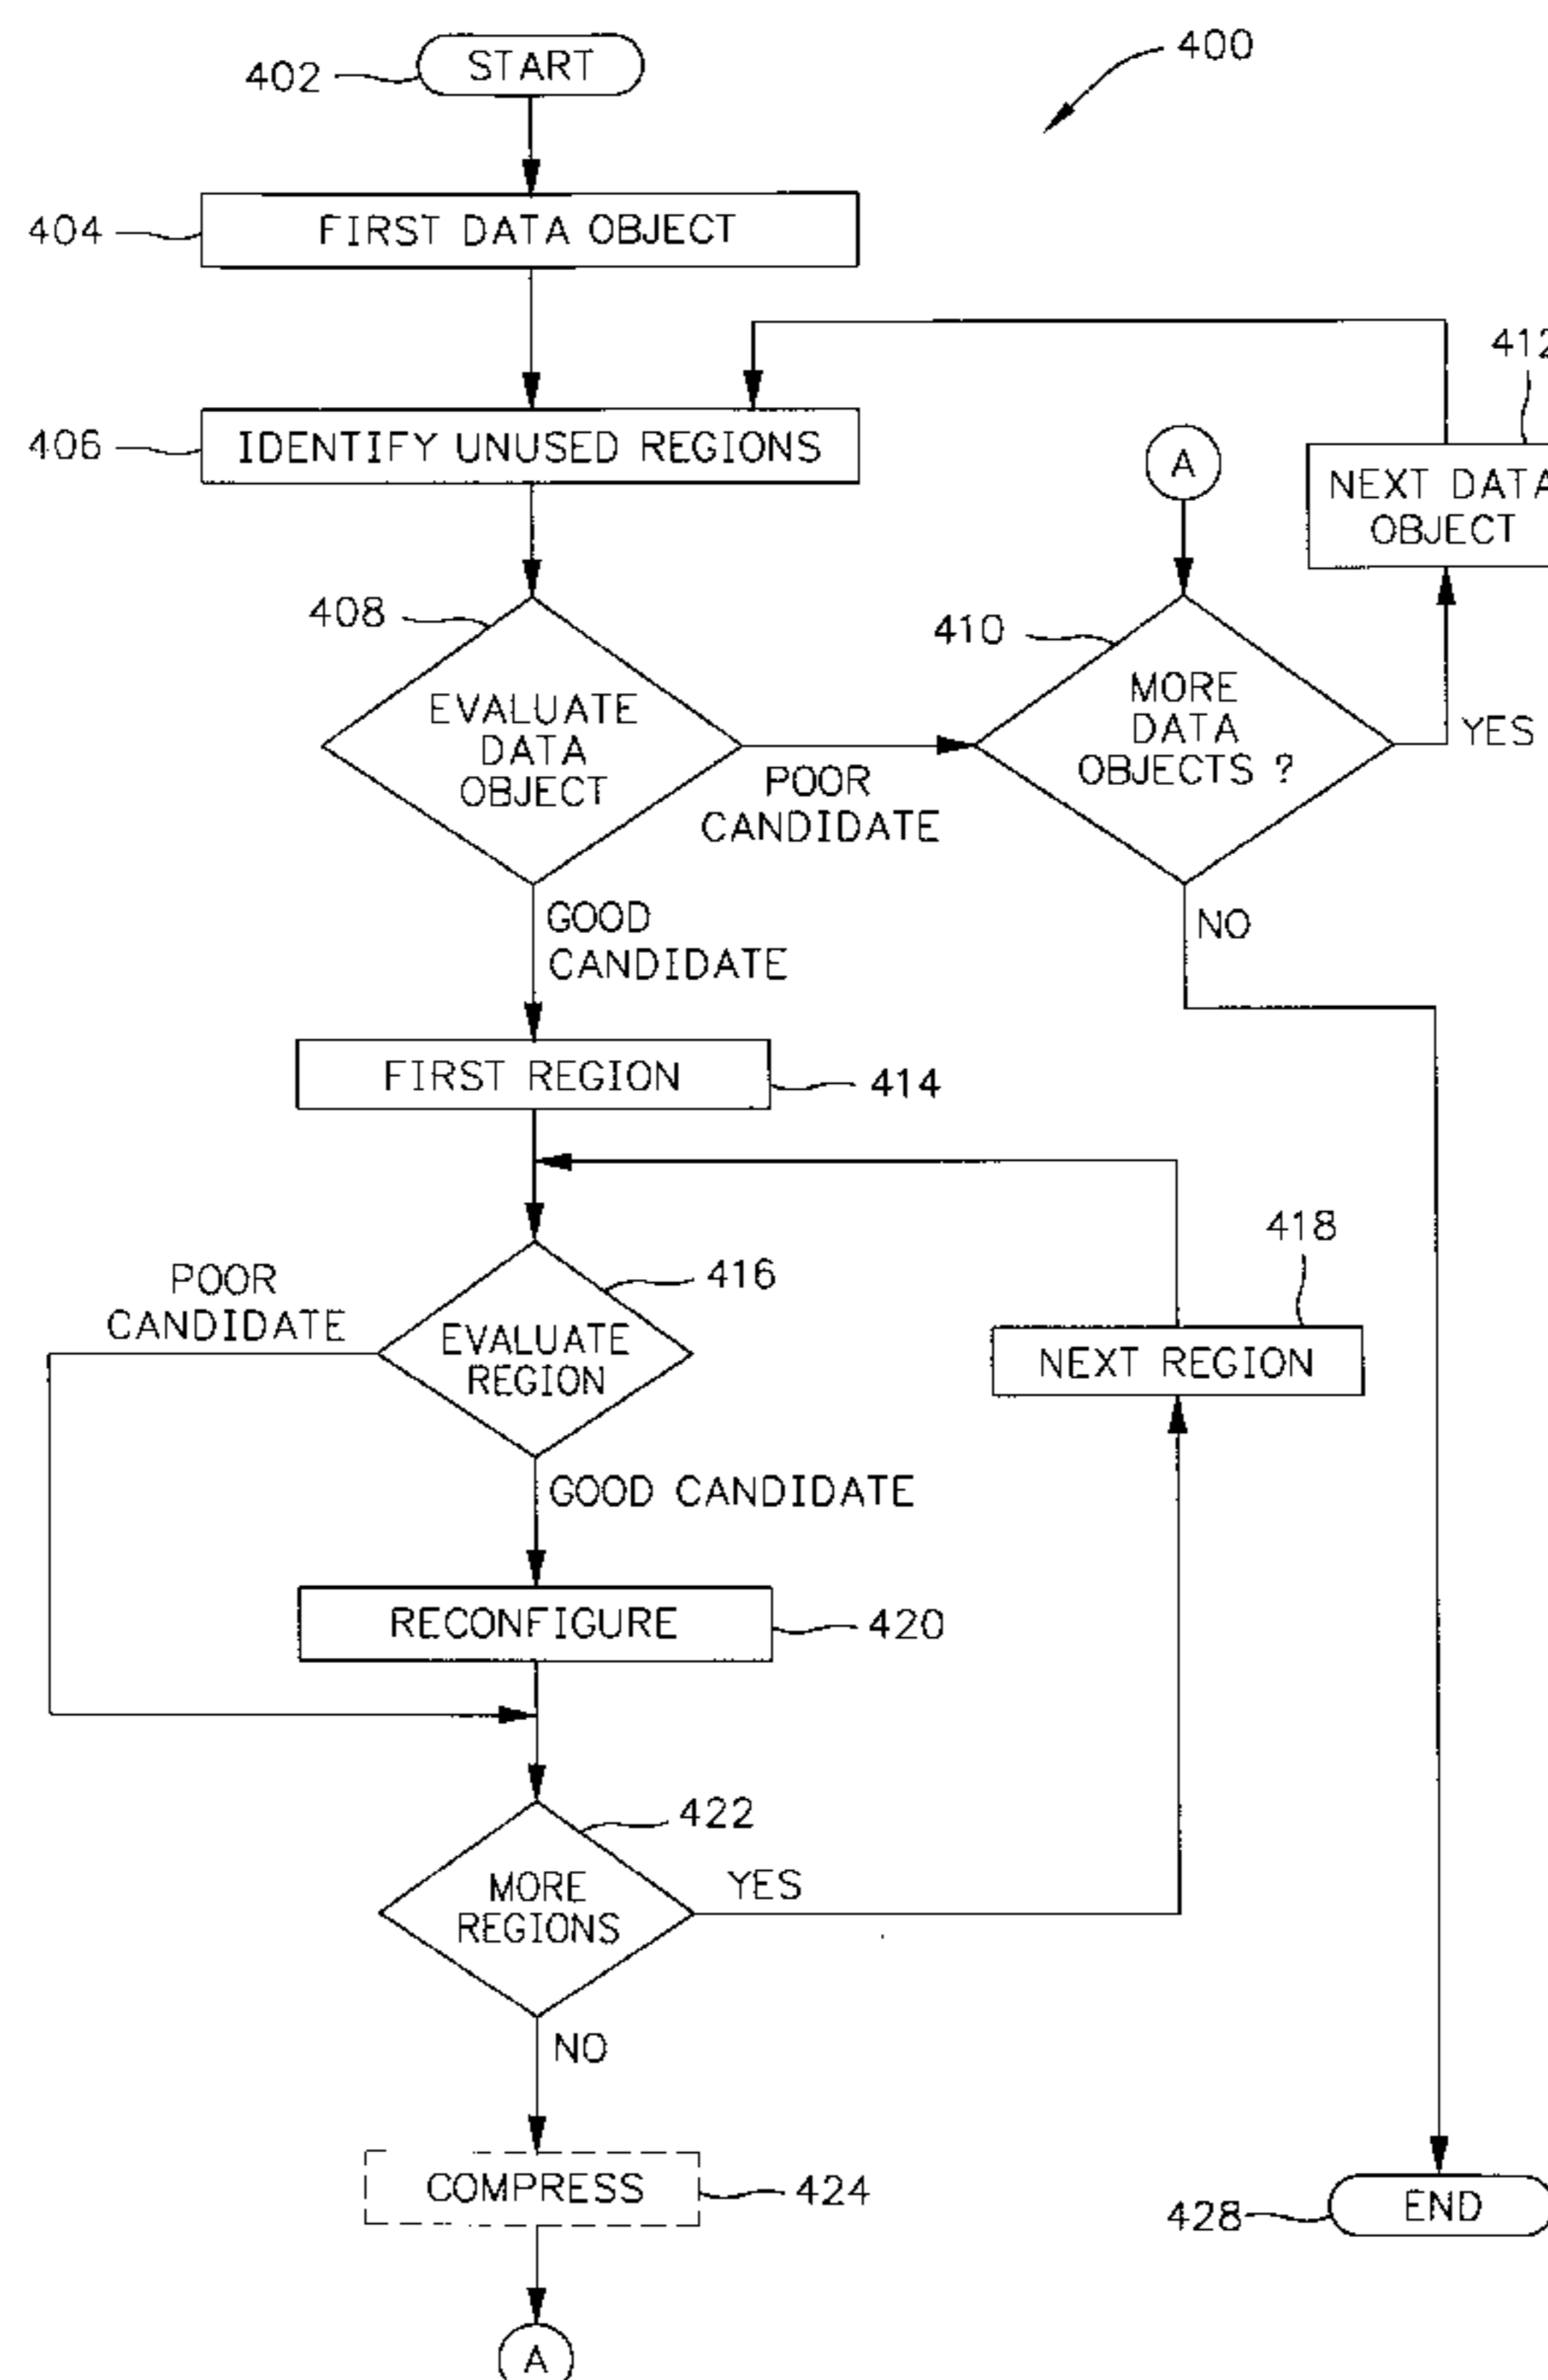 400
402
START
404
FIRST DATA OBJECT
412
406
IDENTIFY UNUSED REGIONS
A
NEXT DATA
OBJECT
408
EVALUATE
DATA
OBJECT
410
MORE
DATA
OBJECTS ?
YES
POOR
CANDIDATE
GOOD
CANDIDATE
NO
FIRST REGION
414
416
418
POOR
CANDIDATE
EVALUATE
REGION
NEXT REGION
GOOD CANDIDATE
RECONFIGURE
420
422
MORE
REGIONS
YES
NO
COMPRESS
424
428
END
A